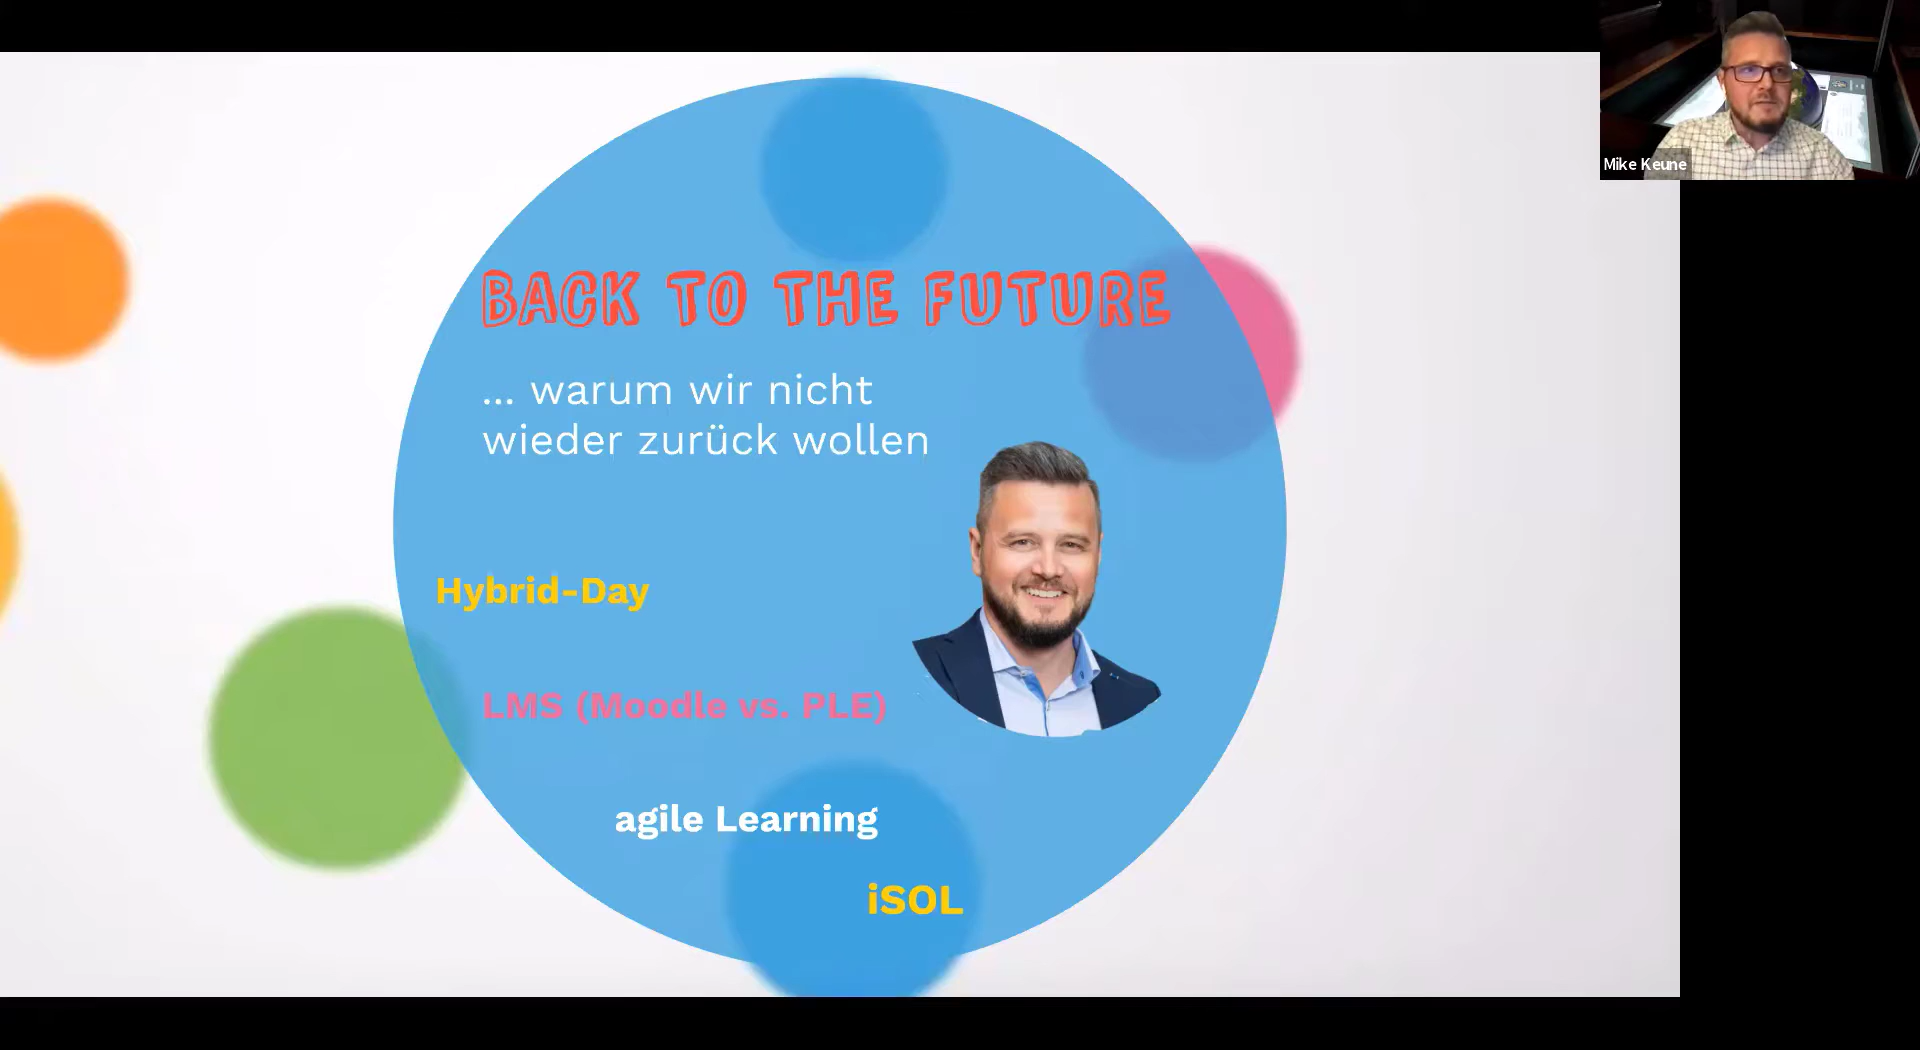 Mike Keune
BACK TO THE FUTURE
... warum wir nicht
wieder zurück wollen
Hybrid-Day
LMS (Moodle vs. PLE)
agile Learning
iSOL